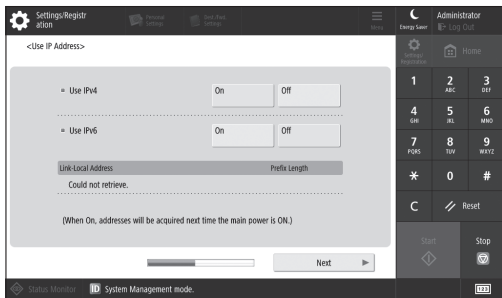 Settings/Registr
ation
Personal
Settings
Dest./Fwd.
Settings
Menu
Energy Saver
Administrator
Log Out
<Use IP Address>
Settings/
Registration
Home
Use IPv4
On
Off
Use IPv6
On
Off
Link-Local Address
Prefix Length
Could not retrieve.
(When On, addresses will be acquired next time the main power is ON.)
Next
1
2
ABC
3
DEF
4
GHI
5
JKL
6
MNO
7
PQRS
8
TUV
9
WXYZ
*
0
#
C
Reset
Start
Stop
Status Monitor
ID System Management mode.
123